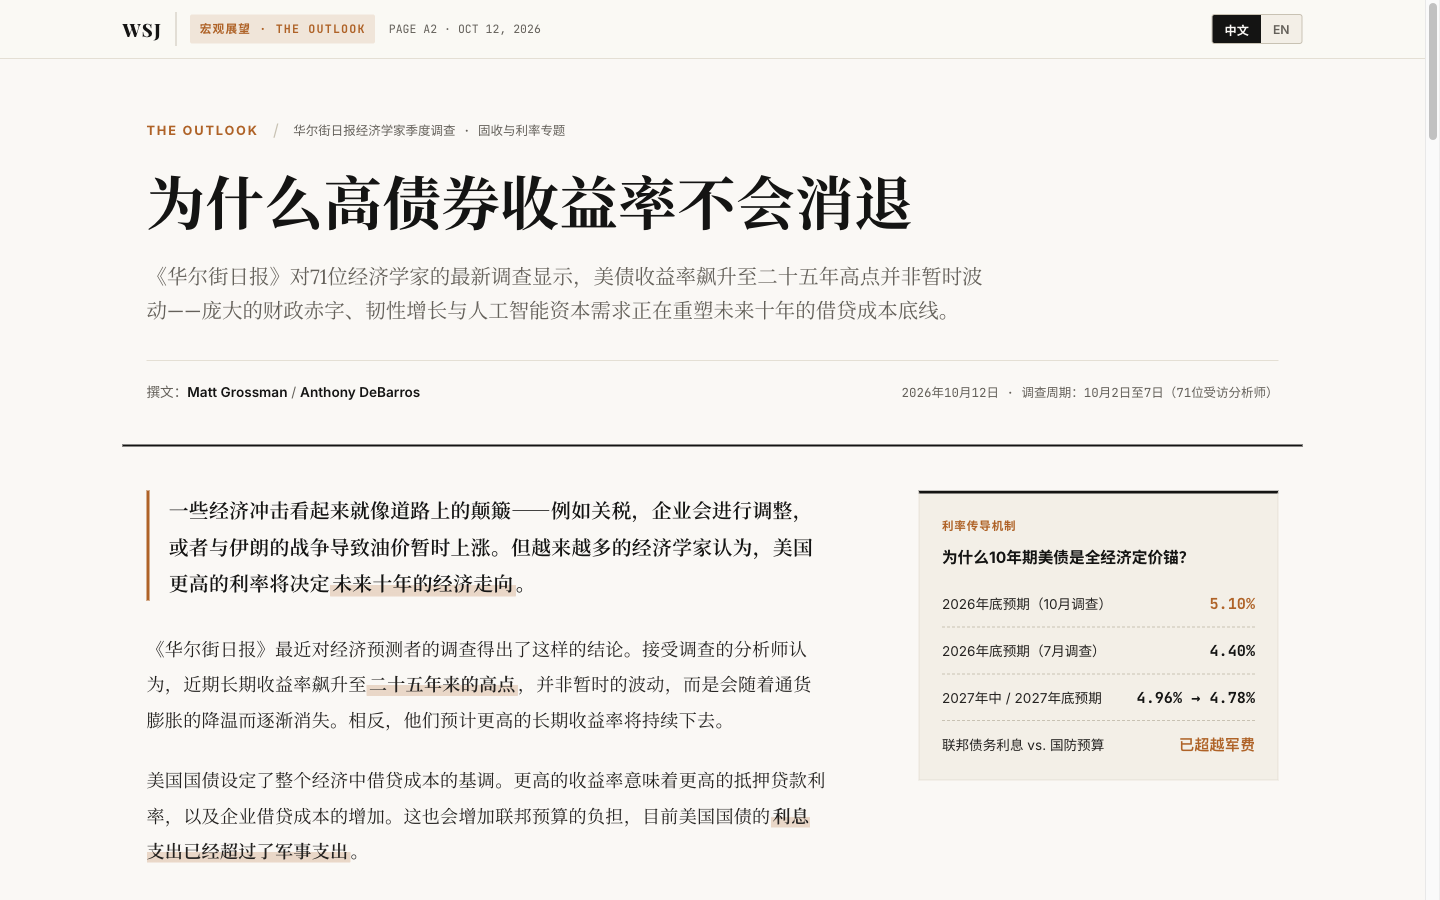 WSJ
宏观展望 · THE OUTLOOK
PAGE A2 · OCT 12, 2026
中文
EN
THE OUTLOOK / 华尔街日报经济学家季度调查 · 固收与利率专题
为什么高债券收益率不会消退
《华尔街日报》对71位经济学家的最新调查显示，美债收益率飙升至二十五年高点并非暂时波
动——庞大的财政赤字、韧性增长与人工智能资本需求正在重塑未来十年的借贷成本底线。
撰文：Matt Grossman / Anthony DeBarros
2026年10月12日 · 调查周期：10月2日至7日（71位受访分析师）
一些经济冲击看起来就像道路上的颠簸——例如关税，企业会进行调整，
或者与伊朗的战争导致油价暂时上涨。但越来越多的经济学家认为，美国
更高的利率将决定未来十年的经济走向。
《华尔街日报》最近对经济预测者的调查得出了这样的结论。接受调查的分析师认
为，近期长期收益率飙升至二十五年来的高点，并非暂时的波动，而是会随着通货
膨胀的降温而逐渐消失。相反，他们预计更高的长期收益率将持续下去。
美国国债设定了整个经济中借贷成本的基调。更高的收益率意味着更高的抵押贷款利
率，以及企业借贷成本的增加。这也会增加联邦预算的负担，目前美国国债的利息
支出已经超过了军事支出。
利率传导机制
为什么10年期美债是全经济定价锚？
2026年底预期（10月调查） 5.10%
2026年底预期（7月调查） 4.40%
2027年中 / 2027年底预期 4.96% → 4.78%
联邦债务利息 vs. 国防预算 已超越军费